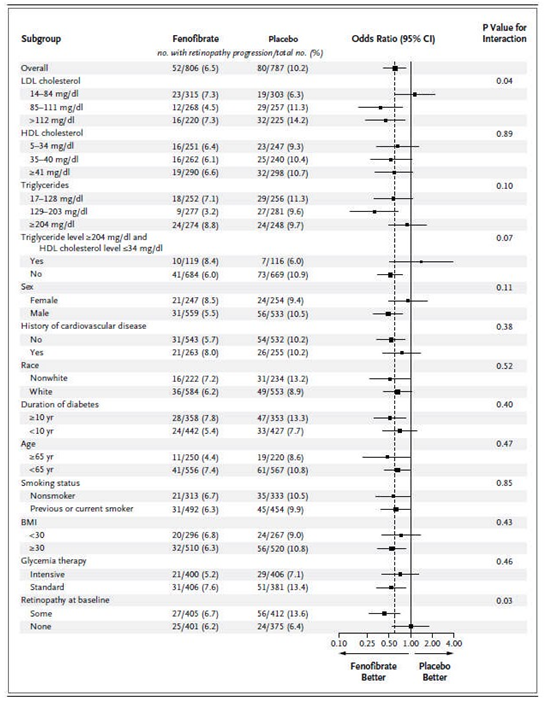 Subgroup Fenofibrate Placebo Odds Ratio (95% CI) P Value for Interaction
no. with retinopathy progression/total no. (%)
Overall 52/806 (6.5) 80/787 (10.2)
LDL cholesterol 0.04
14–84 mg/dl 23/315 (7.3) 19/303 (6.3)
85–111 mg/dl 12/268 (4.5) 29/257 (11.3)
>112 mg/dl 16/220 (7.3) 32/225 (14.2)
HDL cholesterol 0.89
5–34 mg/dl 16/251 (6.4) 23/247 (9.3)
35–40 mg/dl 16/262 (6.1) 25/240 (10.4)
≥41 mg/dl 19/290 (6.6) 32/298 (10.7)
Triglycerides 0.10
17–128 mg/dl 18/252 (7.1) 29/256 (11.3)
129–203 mg/dl 9/277 (3.2) 27/281 (9.6)
≥204 mg/dl 24/274 (8.8) 24/248 (9.7)
Triglyceride level ≥204 mg/dl and 0.07
HDL cholesterol level ≤34 mg/dl
Yes 10/119 (8.4) 7/116 (6.0)
No 41/684 (6.0) 73/669 (10.9)
Sex 0.11
Female 21/247 (8.5) 24/254 (9.4)
Male 31/559 (5.5) 56/533 (10.5)
History of cardiovascular disease 0.38
No 31/543 (5.7) 54/532 (10.2)
Yes 21/263 (8.0) 26/255 (10.2)
Race 0.52
Nonwhite 16/222 (7.2) 31/234 (13.2)
White 36/584 (6.2) 49/553 (8.9)
Duration of diabetes 0.40
≥10 yr 28/358 (7.8) 47/353 (13.3)
<10 yr 24/442 (5.4) 33/427 (7.7)
Age 0.47
≥65 yr 11/250 (4.4) 19/220 (8.6)
<65 yr 41/556 (7.4) 61/567 (10.8)
Smoking status 0.85
Nonsmoker 21/313 (6.7) 35/333 (10.5)
Previous or current smoker 31/492 (6.3) 45/454 (9.9)
BMI 0.43
<30 20/296 (6.8) 24/267 (9.0)
≥30 32/510 (6.3) 56/520 (10.8)
Glycemia therapy 0.46
Intensive 21/400 (5.2) 29/406 (7.1)
Standard 31/406 (7.6) 51/381 (13.4)
Retinopathy at baseline 0.03
Some 27/405 (6.7) 56/412 (13.6)
None 25/401 (6.2) 24/375 (6.4)
0.10 0.25 0.50 1.00 2.00 4.00
Fenofibrate Better Placebo Better